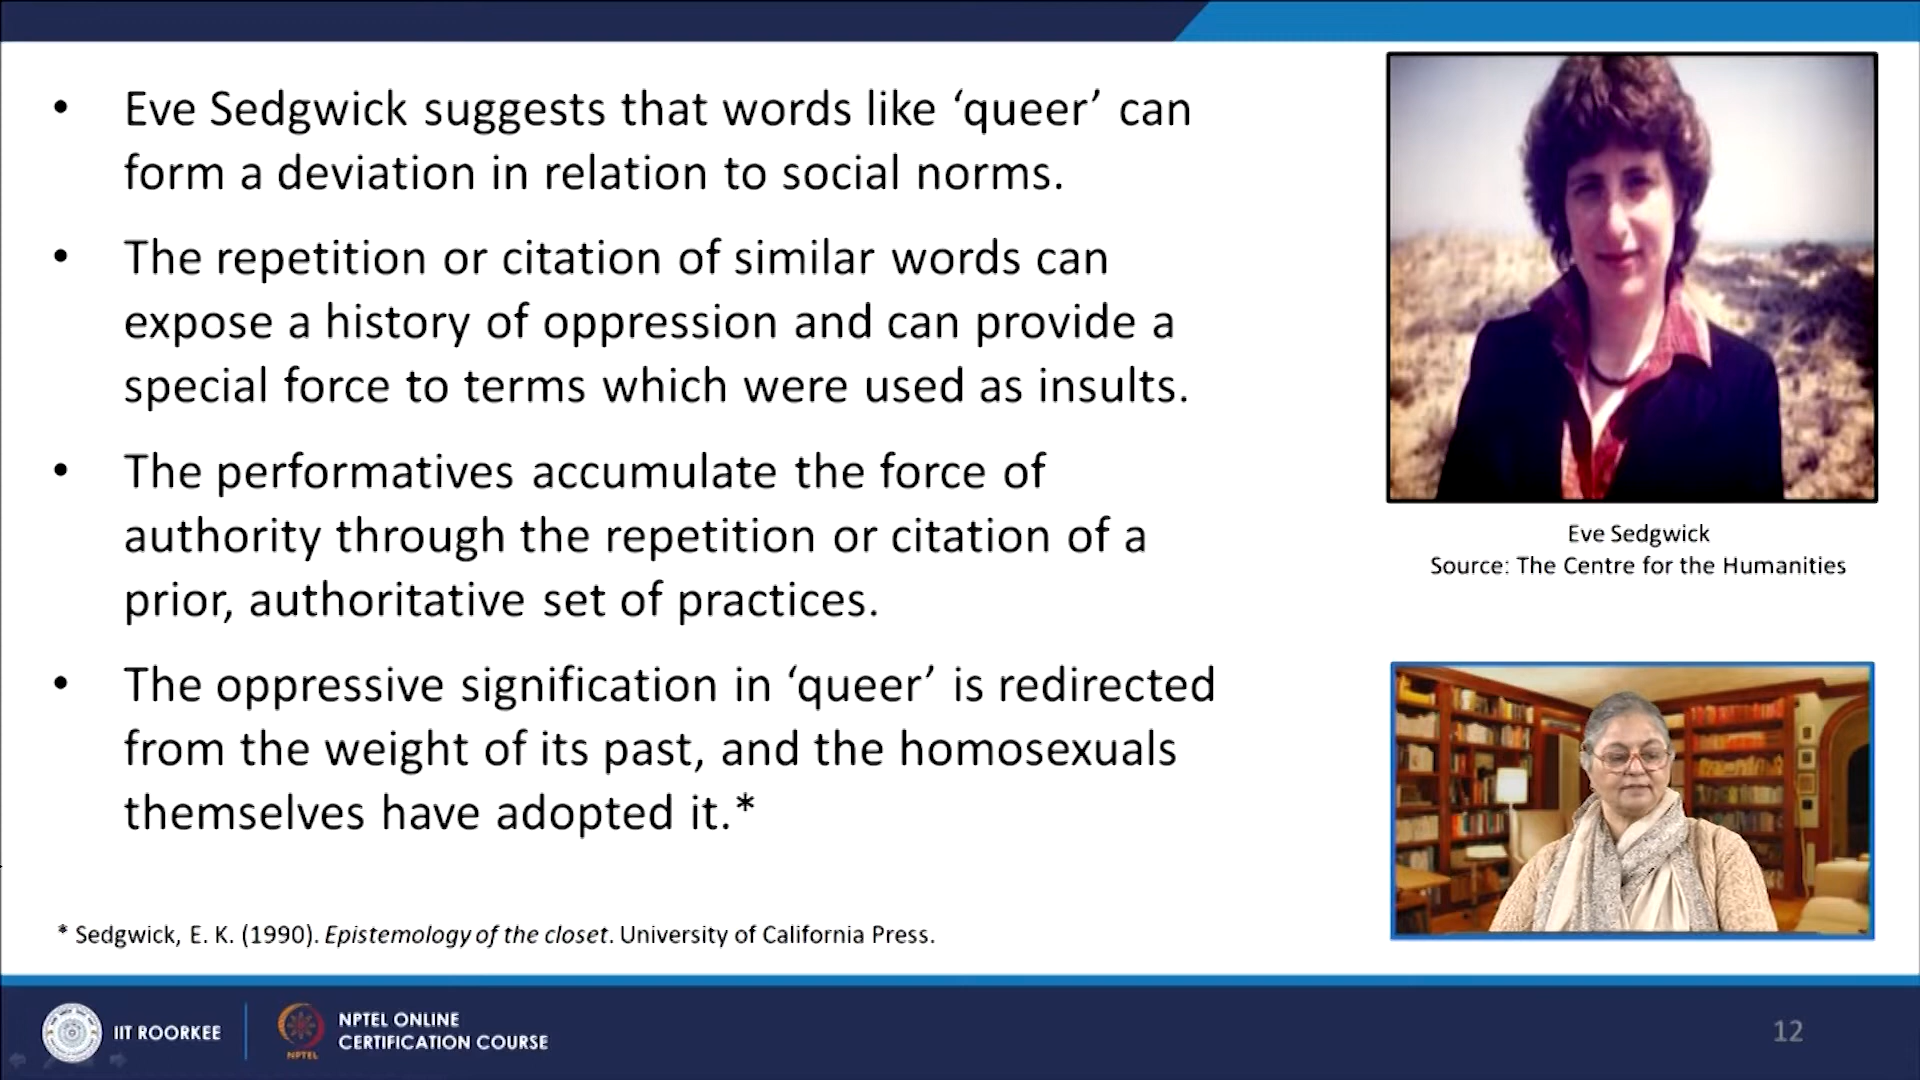 • Eve Sedgwick suggests that words like ‘queer’ can
form a deviation in relation to social norms.
• The repetition or citation of similar words can
expose a history of oppression and can provide a
special force to terms which were used as insults.
• The performatives accumulate the force of
authority through the repetition or citation of a
prior, authoritative set of practices.
• The oppressive signification in ‘queer’ is redirected
from the weight of its past, and the homosexuals
themselves have adopted it.*
* Sedgwick, E. K. (1990). Epistemology of the closet. University of California Press.
Eve Sedgwick
Source: The Centre for the Humanities
IIT ROORKEE
NPTEL
NPTEL ONLINE
CERTIFICATION COURSE
12